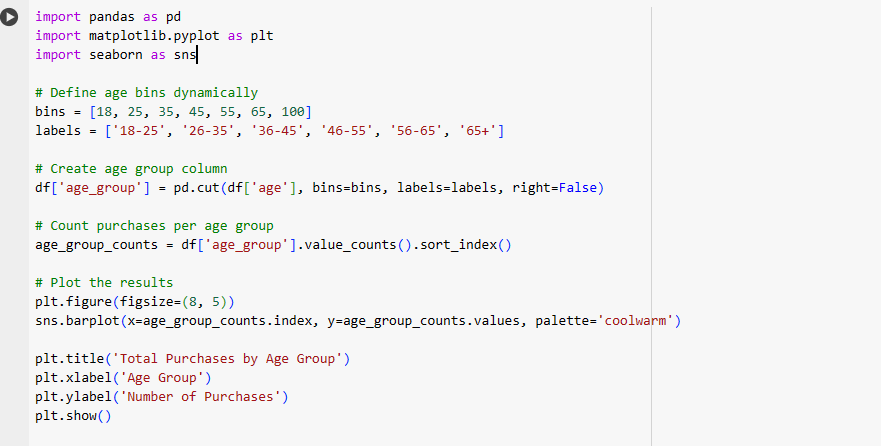 import pandas as pd
import matplotlib.pyplot as plt
import seaborn as sns
# Define age bins dynamically
bins = [18, 25, 35, 45, 55, 65, 100]
labels = ['18-25', '26-35', '36-45', '46-55', '56-65', '65+']
# Create age group column
df['age_group'] = pd.cut(df['age'], bins=bins, labels=labels, right=False)
# Count purchases per age group
age_group_counts = df['age_group'].value_counts().sort_index()
# Plot the results
plt.figure(figsize=(8, 5))
sns.barplot(x=age_group_counts.index, y=age_group_counts.values, palette='coolwarm')
plt.title('Total Purchases by Age Group')
plt.xlabel('Age Group')
plt.ylabel('Number of Purchases')
plt.show()